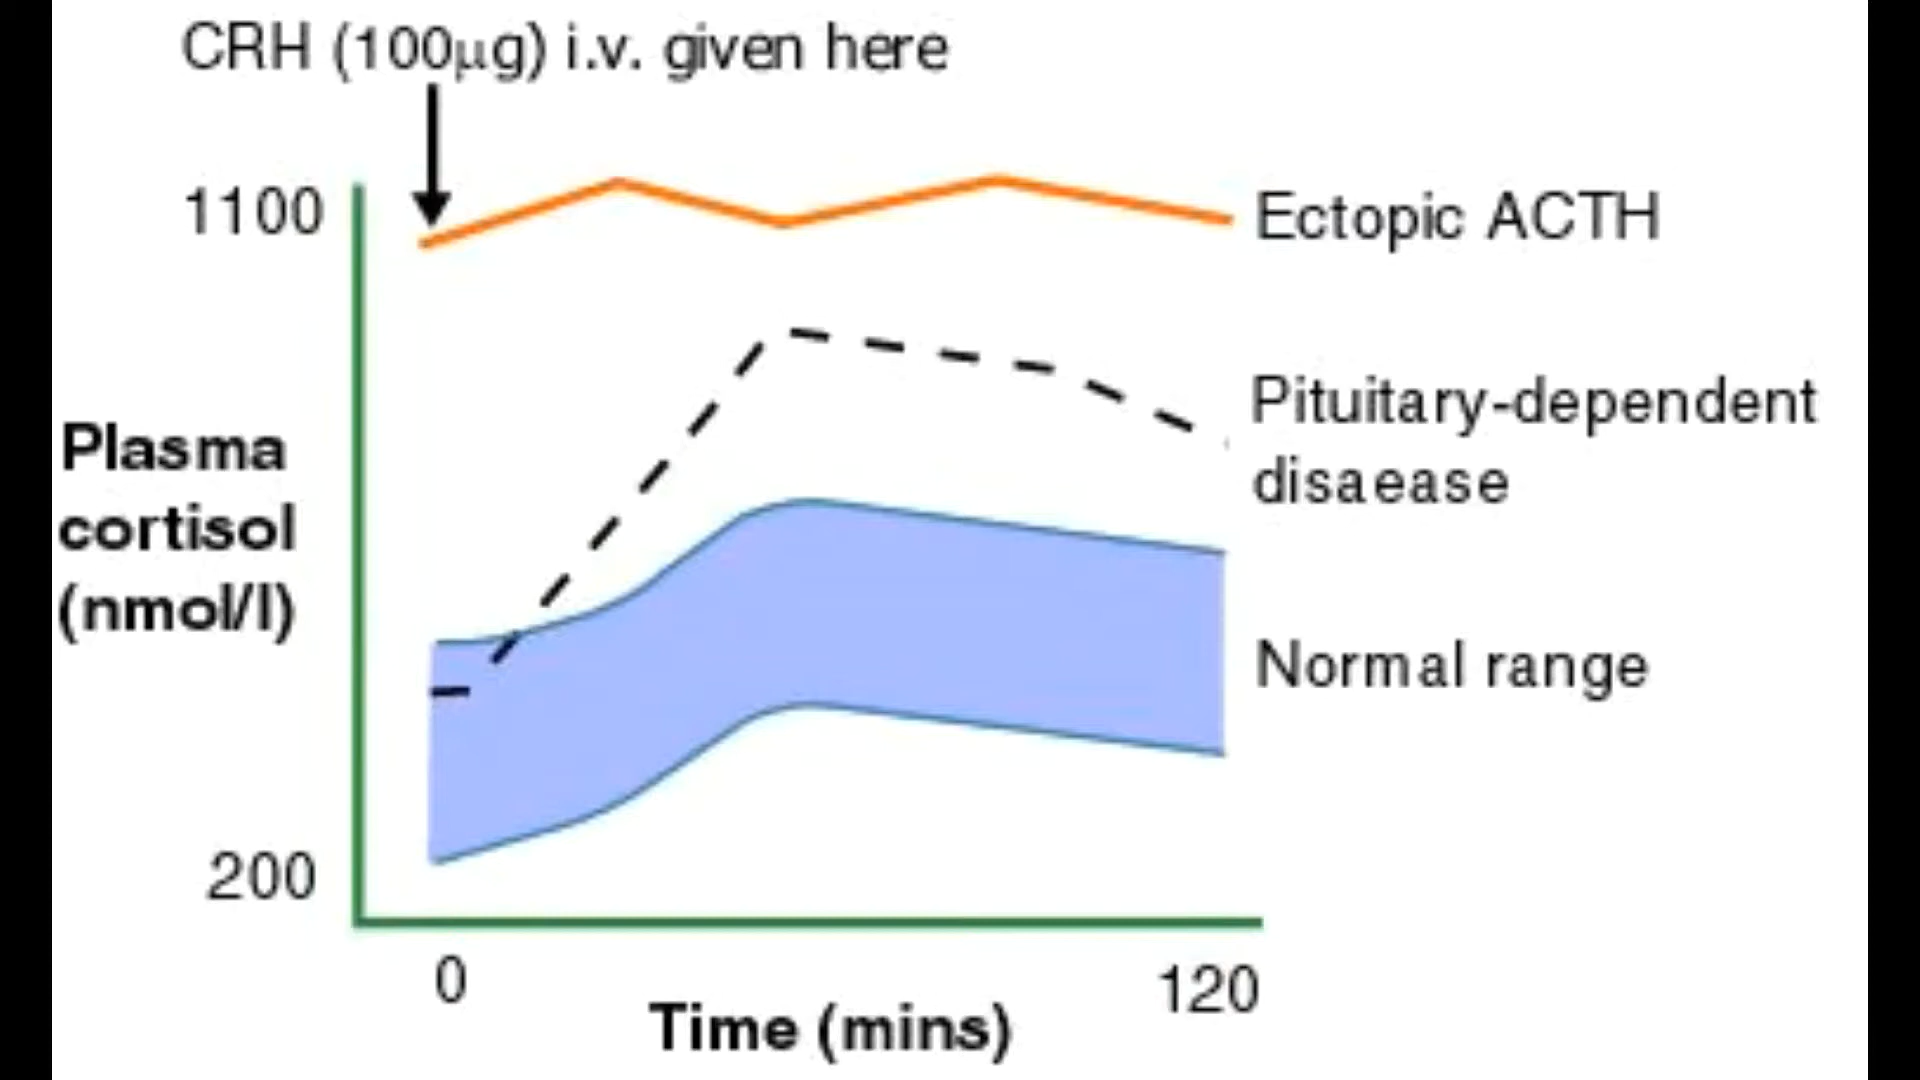 CRH (100µg) i.v. given here
1100
Ectopic ACTH
Pituitary-dependent
disaease
Plasma
cortisol
(nmol/l)
Normal range
200
0
120
Time (mins)